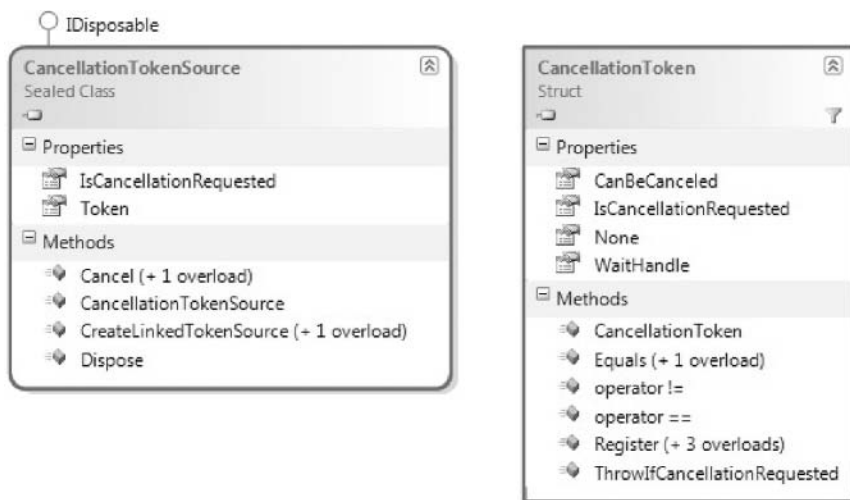 IDisposable
CancellationTokenSource
Sealed Class
Properties
IsCancellationRequested
Token
Methods
Cancel (+ 1 overload)
CancellationTokenSource
CreateLinkedTokenSource (+ 1 overload)
Dispose
CancellationToken
Struct
Properties
CanBeCanceled
IsCancellationRequested
None
WaitHandle
Methods
CancellationToken
Equals (+ 1 overload)
operator !=
operator ==
Register (+ 3 overloads)
ThrowIfCancellationRequested